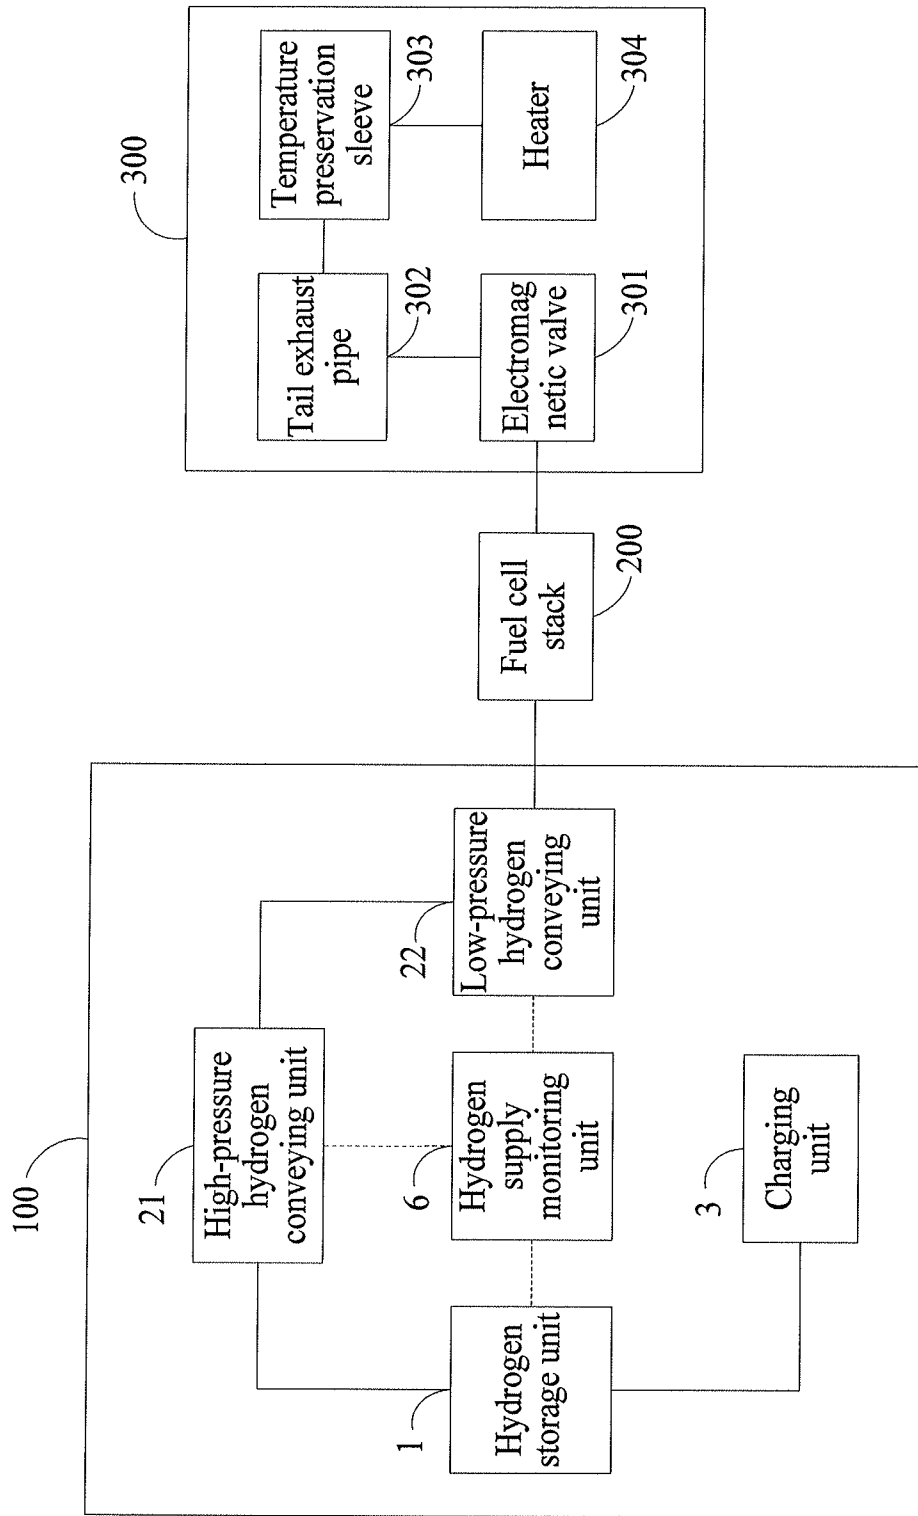 100
21
High-pressure
hydrogen
conveying unit
1
Hydrogen
storage unit
6
Hydrogen
supply
monitoring
unit
22
Low-pressure
hydrogen
conveying
unit
3
Charging
unit
Fuel cell
stack
200
300
Tail exhaust
pipe
302
Temperature
preservation
sleeve
303
Electromag
netic valve
301
Heater
304